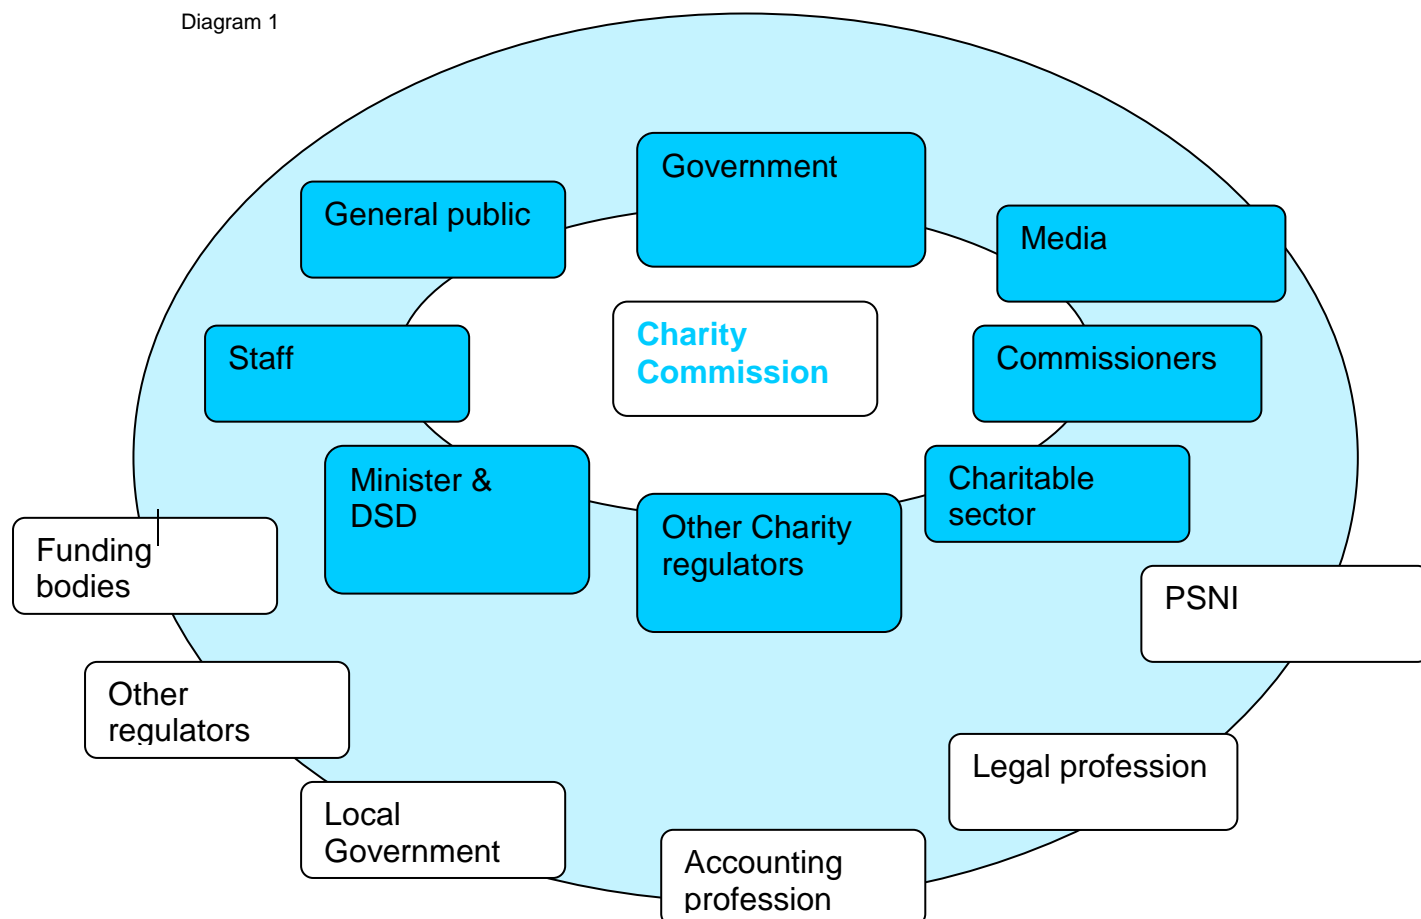 Diagram 1
Government
General public
Media
Charity
Commission
Staff
Commissioners
Minister &
DSD
Charitable
sector
Other Charity
regulators
Funding
bodies
PSNI
Other
regulators
Legal profession
Local
Government
Accounting
profession